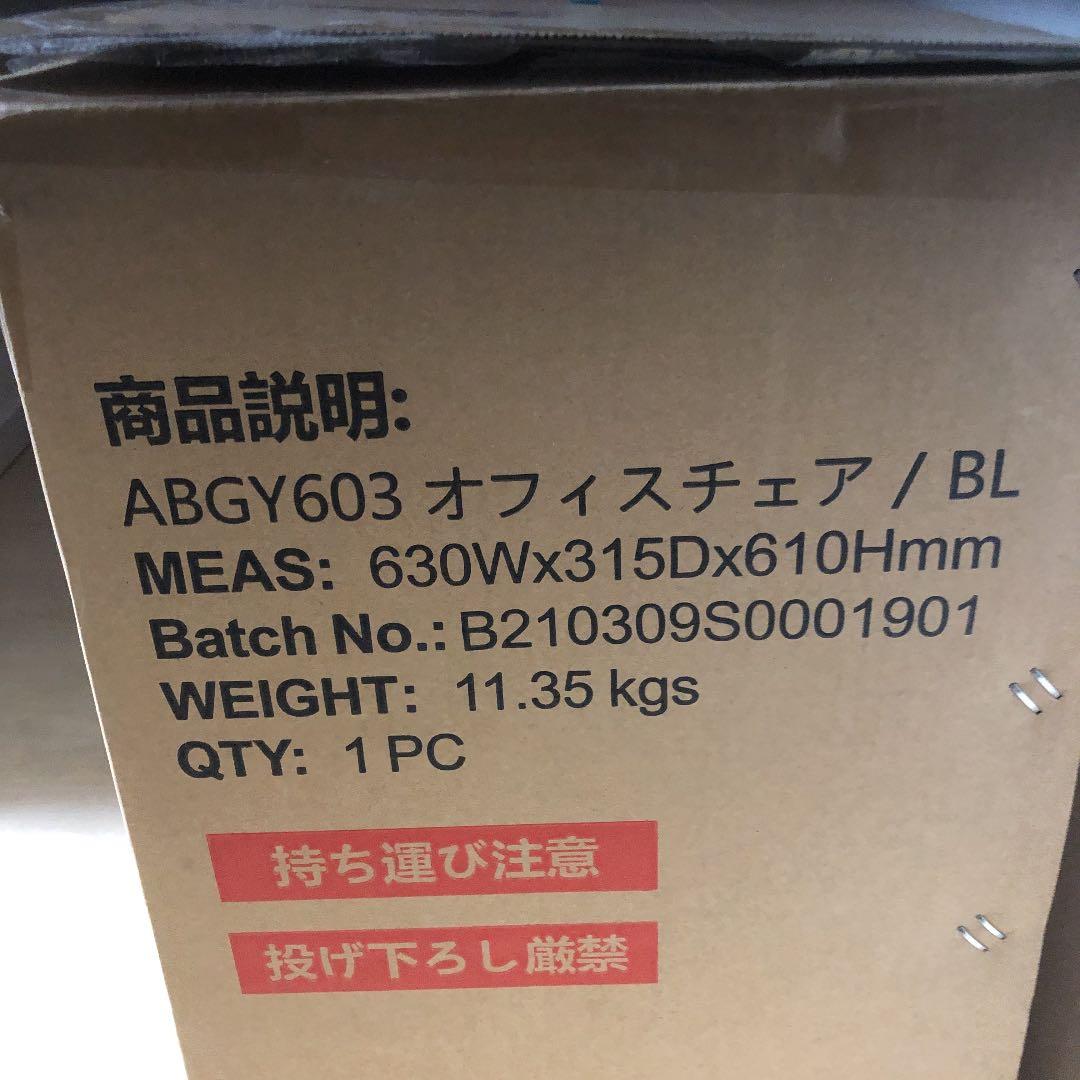 商品説明:
ABGY603 オフィスチェア / BL
MEAS: 630Wx315Dx610Hmm
Batch No.: B210309S0001901
WEIGHT: 11.35 kgs
QTY: 1 PC
持ち運び注意
投げ下ろし厳禁